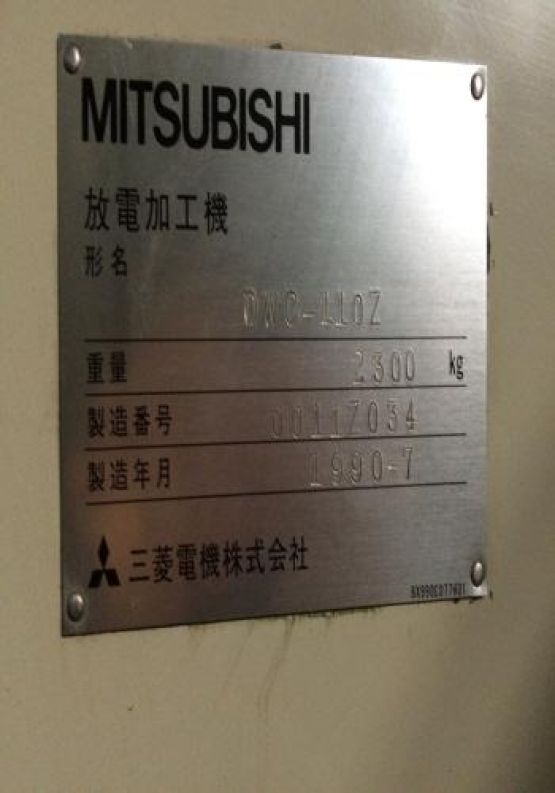 MITSUBISHI
放電加工機
形名
DWC-110Z
重量 2300 kg
製造番号 00117034
製造年月 1990-7
三菱電機株式会社